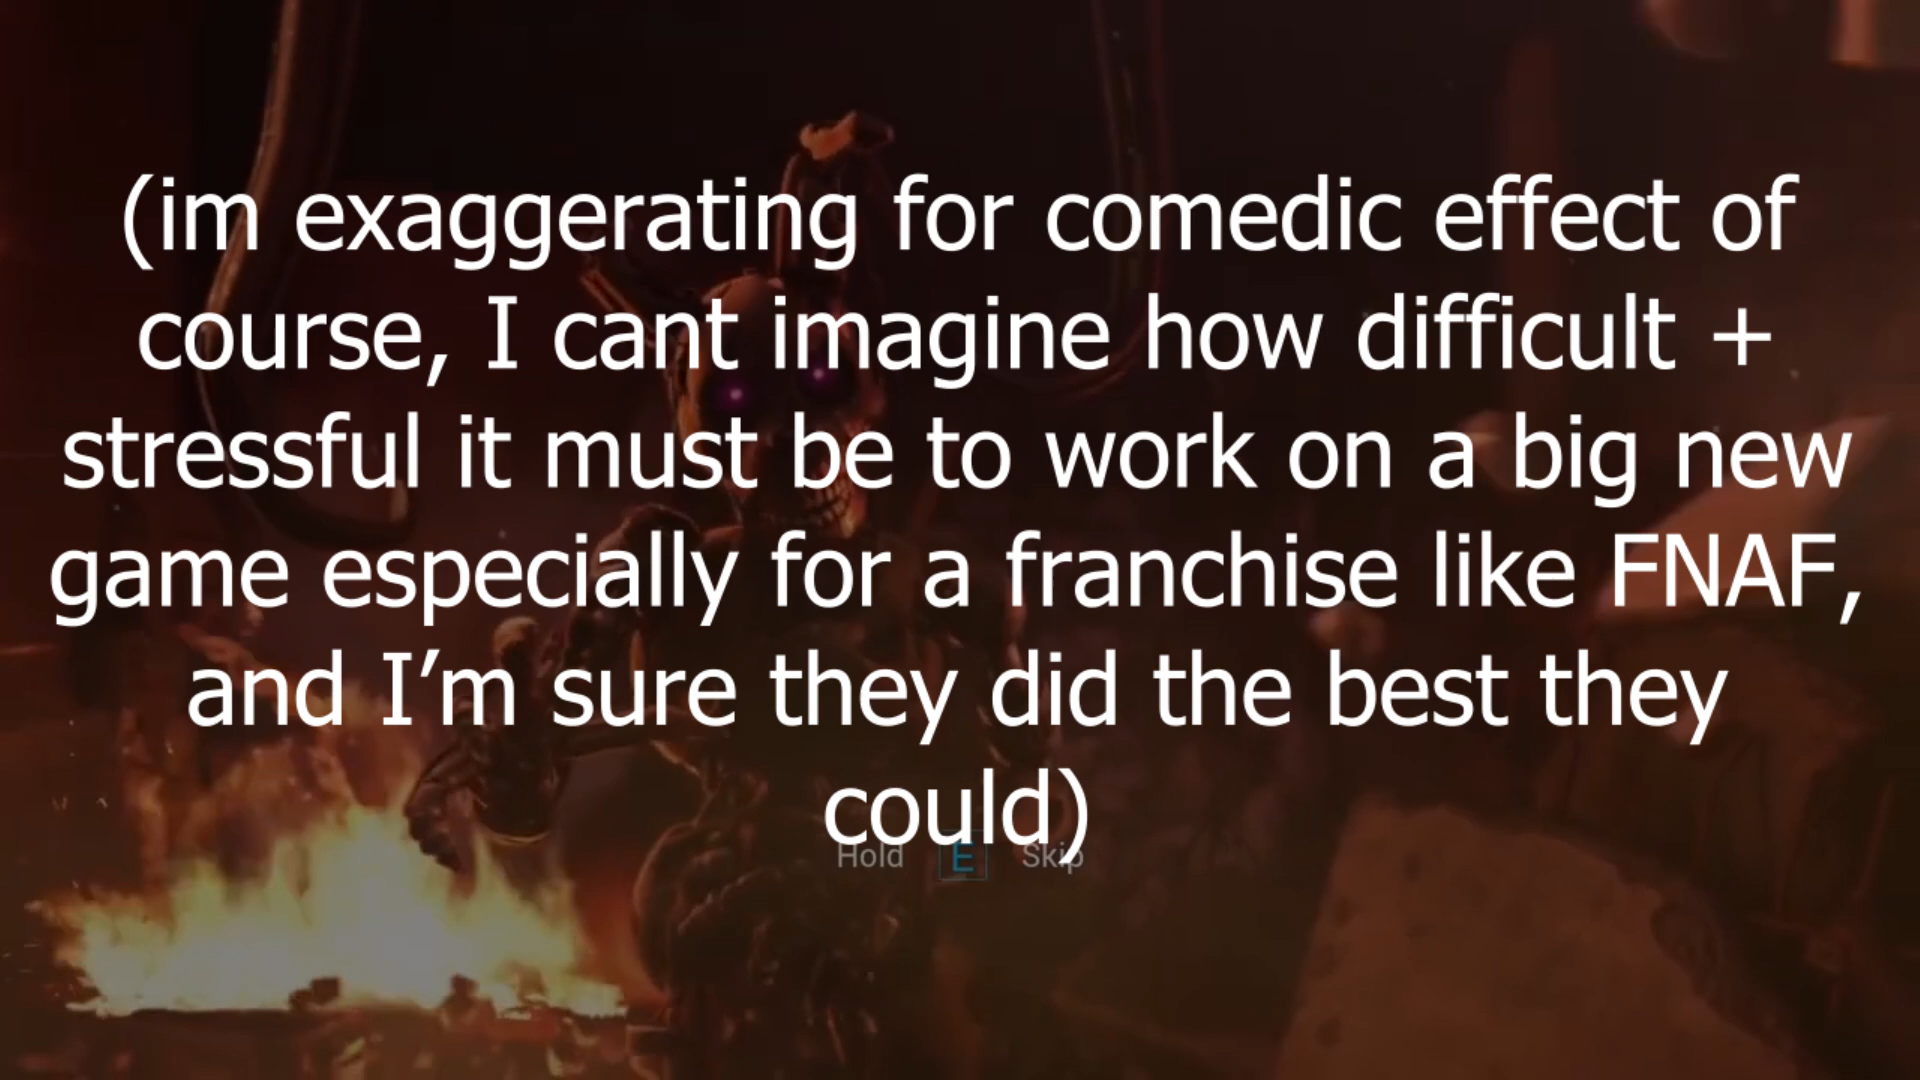 (im exaggerating for comedic effect of
course, I cant imagine how difficult +
stressful it must be to work on a big new
game especially for a franchise like FNAF,
and I’m sure they did the best they
could)
Hold E Skip